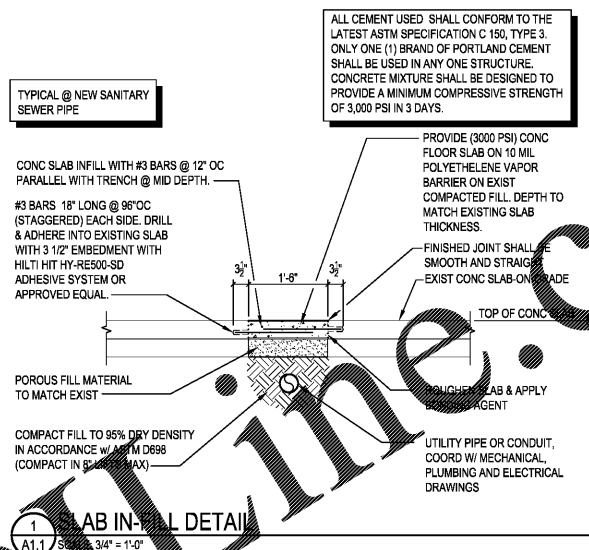 ALL CEMENT USED SHALL CONFORM TO THE
LATEST ASTM SPECIFICATION C 150, TYPE 3.
ONLY ONE (1) BRAND OF PORTLAND CEMENT
SHALL BE USED IN ANY ONE STRUCTURE.
CONCRETE MIXTURE SHALL BE DESIGNED TO
PROVIDE A MINIMUM COMPRESSIVE STRENGTH
OF 3,000 PSI IN 3 DAYS.
TYPICAL @ NEW SANITARY
SEWER PIPE
CONC SLAB INFILL WITH #3 BARS @ 12" OC
PARALLEL WITH TRENCH @ MID DEPTH.
#3 BARS 18" LONG @ 96"OC
(STAGGERED) EACH SIDE. DRILL
& ADHERE INTO EXISTING SLAB
WITH 3 1/2" EMBEDMENT WITH
HILTI HIT HY-RE500-SD
ADHESIVE SYSTEM OR
APPROVED EQUAL.
3½" 1'-6" 3½"
PROVIDE (3000 PSI) CONC
FLOOR SLAB ON 10 MIL
POLYETHELENE VAPOR
BARRIER ON EXIST
COMPACTED FILL. DEPTH TO
MATCH EXISTING SLAB
THICKNESS.
FINISHED JOINT SHALL BE
SMOOTH AND STRAIGHT
EXIST CONC SLAB-ON-GRADE
TOP OF CONC SLAB
POROUS FILL MATERIAL
TO MATCH EXIST
ROUGHEN SLAB & APPLY
BONDING AGENT
COMPACT FILL TO 95% DRY DENSITY
IN ACCORDANCE w/ ASTM D698
(COMPACT IN 8" LIFTS MAX)
UTILITY PIPE OR CONDUIT,
COORD W/ MECHANICAL,
PLUMBING AND ELECTRICAL
DRAWINGS
S
1
A1.1
SLAB IN-FILL DETAIL
SCALE: 3/4" = 1'-0"
Line.c